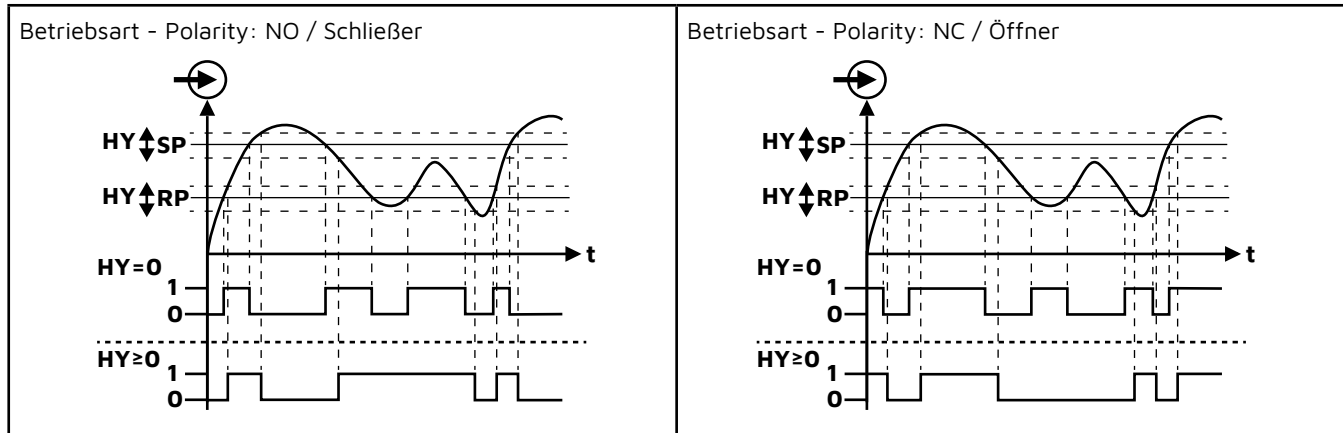 Betriebsart - Polarity: NO / Schließer
HY SP
HY RP
t
HY=0
1
0
HY≥0
1
0
Betriebsart - Polarity: NC / Öffner
HY SP
HY RP
t
HY=0
1
0
HY≥0
1
0